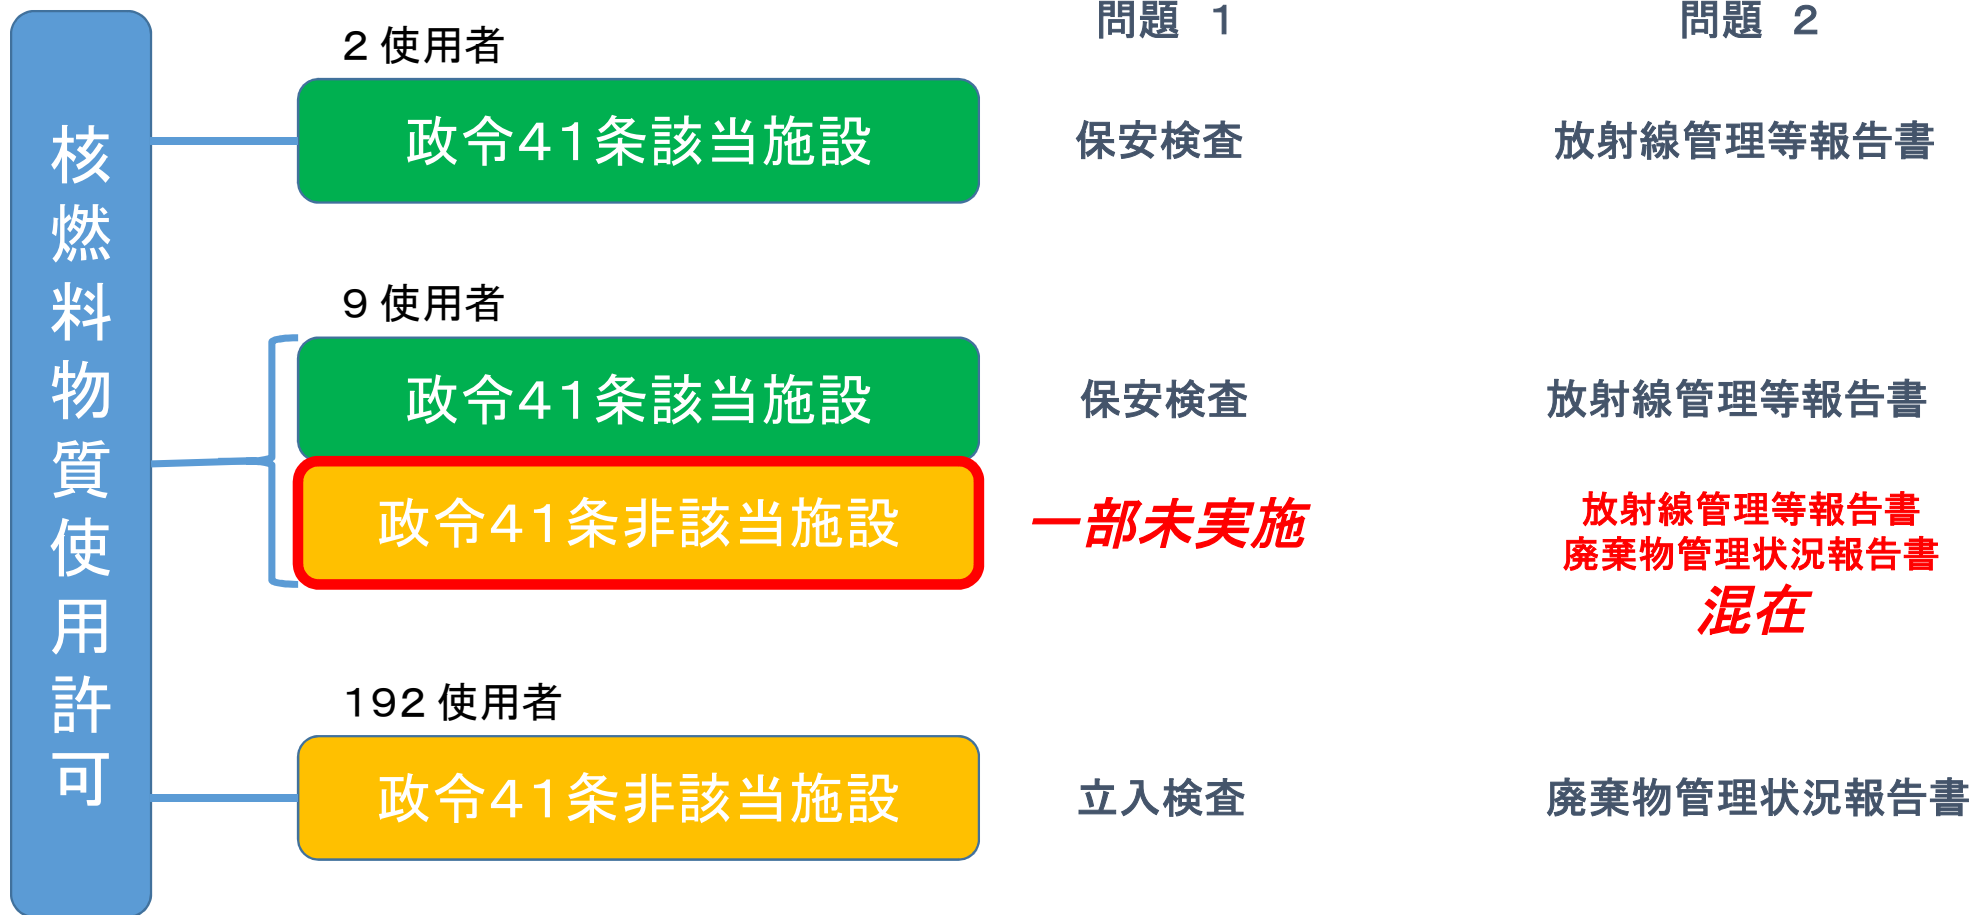 核燃料物質使用許可
問題　１
問題　２
２使用者
政令４１条該当施設
保安検査
放射線管理等報告書
９使用者
政令４１条該当施設
保安検査
放射線管理等報告書
政令４１条非該当施設
一部未実施
放射線管理等報告書
廃棄物管理状況報告書
混在
１９２使用者
政令４１条非該当施設
立入検査
廃棄物管理状況報告書